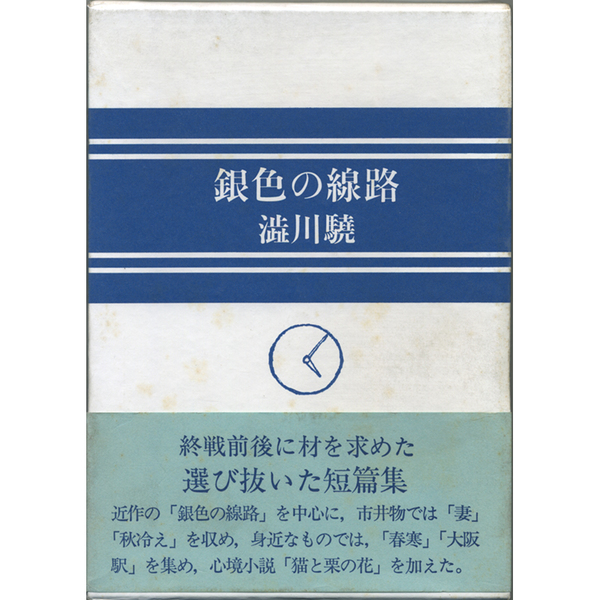 銀色の線路
澁川驍
終戦前後に材を求めた
選び抜いた短篇集
近作の「銀色の線路」を中心に，市井物では「妻」
「秋冷え」を収め，身近なものでは，「春寒」「大阪
駅」を集め，心境小説「猫と栗の花」を加えた。